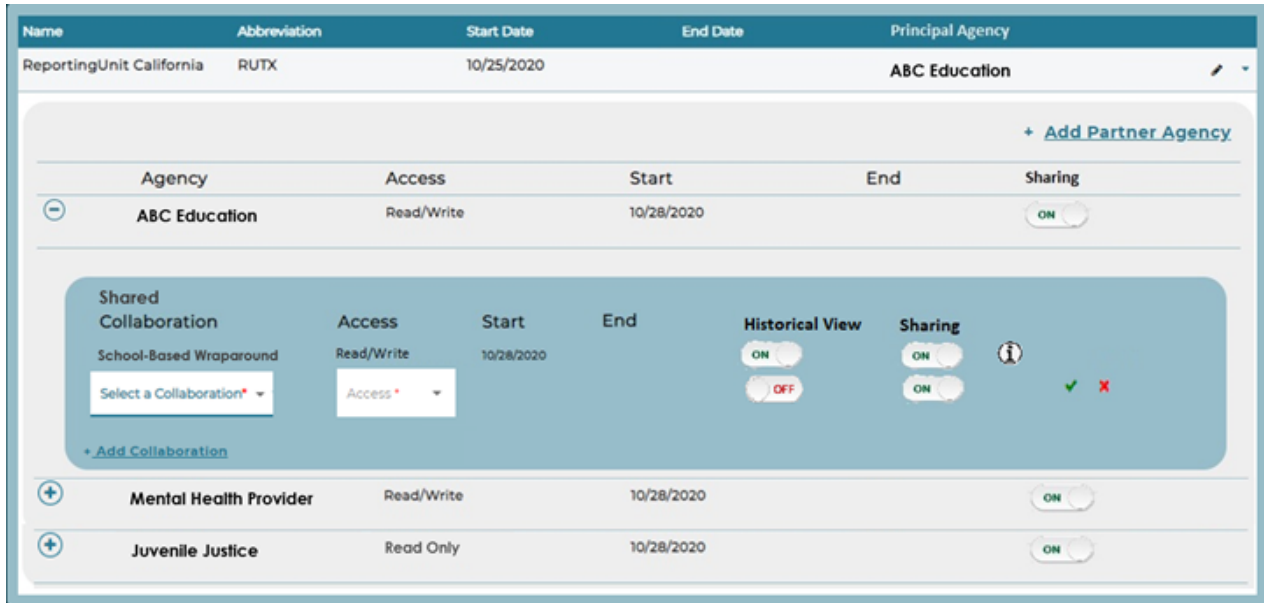 Name Abbreviation Start Date End Date Principal Agency
ReportingUnit California RUTX 10/25/2020 ABC Education
+ Add Partner Agency
Agency Access Start End Sharing
ABC Education Read/Write 10/28/2020 ON
Shared
Collaboration Access Start End Historical View Sharing
School-Based Wraparound Read/Write 10/28/2020 ON ON
Select a Collaboration* Access * OFF ON
+ Add Collaboration
Mental Health Provider Read/Write 10/28/2020 ON
Juvenile Justice Read Only 10/28/2020 ON